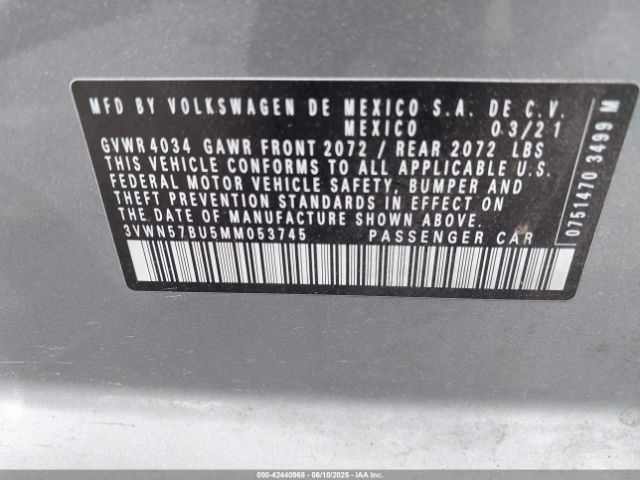 MFD BY VOLKSWAGEN DE MEXICO S.A. DE C.V.
MEXICO 03/21
GVWR 4034 GAWR FRONT 2072 / REAR 2072 LBS
THIS VEHICLE CONFORMS TO ALL APPLICABLE U.S.
FEDERAL MOTOR VEHICLE SAFETY, BUMPER AND
THEFT PREVENTION STANDARDS IN EFFECT ON
THE DATE OF MANUFACTURE SHOWN ABOVE.
3VWN57BU5MM053745 PASSENGER CAR
0751470 3499 M
000-42440968 - 06/10/2025 - IAAI.COM